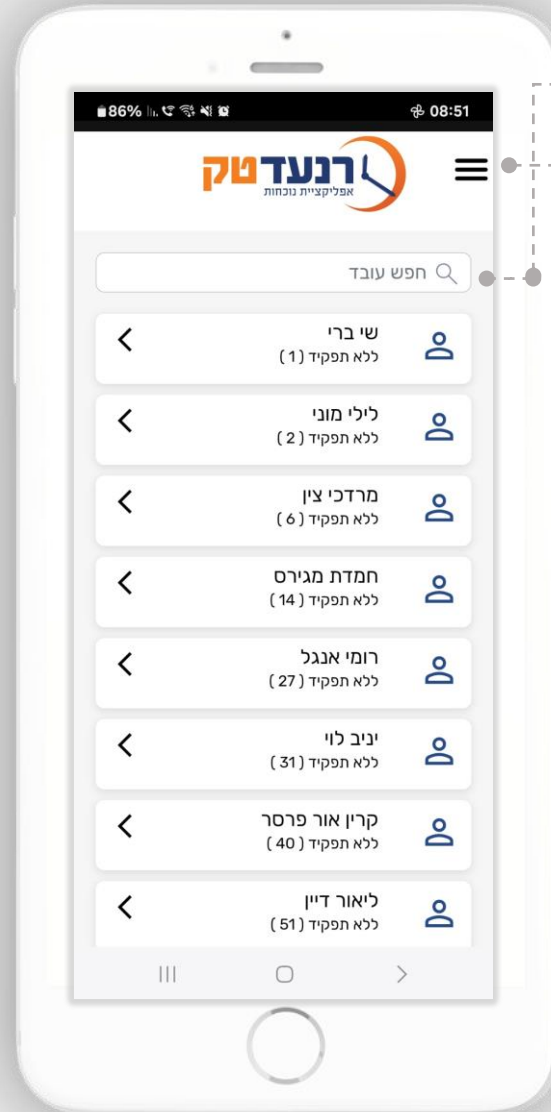 86% 08:51
רנעדטק
אפליקציית נוכחות
חפש עובד
שי ברי
ללא תפקיד ( 1 )
לילי מוני
ללא תפקיד ( 2 )
מרדכי צין
ללא תפקיד ( 6 )
חמדת מגירס
ללא תפקיד ( 14 )
רומי אנגל
ללא תפקיד ( 27 )
יניב לוי
ללא תפקיד ( 31 )
קרין אור פרסר
ללא תפקיד ( 40 )
ליאור דיין
ללא תפקיד ( 51 )